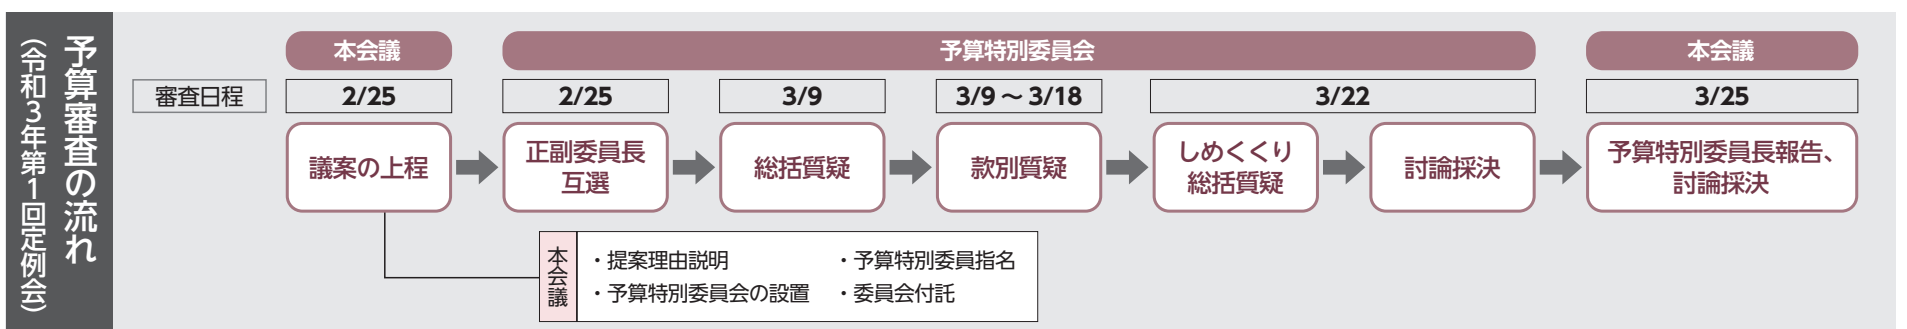 予算審査の流れ
（令和3年第1回定例会）
本会議
予算特別委員会
本会議
審査日程
2/25
2/25
3/9
3/9～3/18
3/22
3/25
議案の上程
正副委員長
互選
総括質疑
款別質疑
しめくくり
総括質疑
討論採決
予算特別委員長報告、
討論採決
本会議
・提案理由説明
・予算特別委員指名
・予算特別委員会の設置
・委員会付託